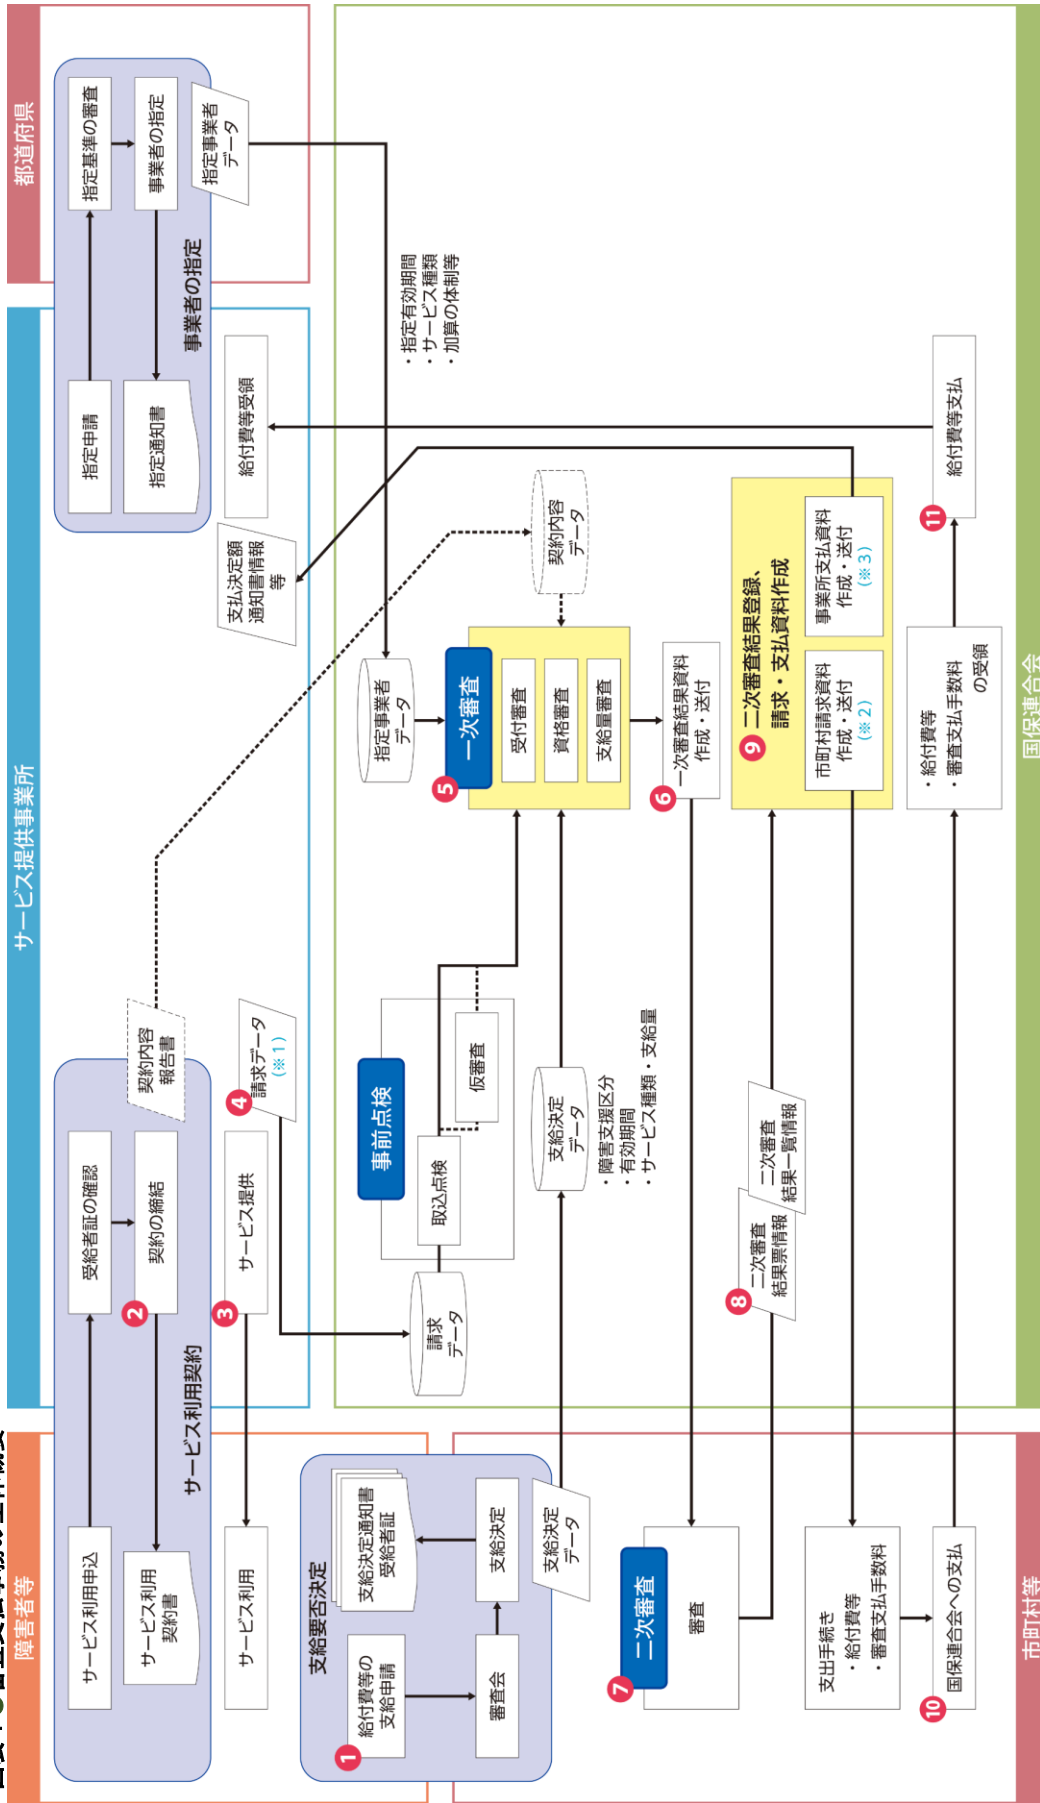 障害者等
サービス提供事業所
都道府県
サービス利用申込
受給者証の確認
指定申請
指定基準の審査
サービス利用
契約書
2
契約の締結
契約内容
報告書
指定通知書
事業者の指定
サービス利用契約
事業者の指定
指定事業者
データ
サービス利用
3
サービス提供
4
請求データ
(※1)
支払決定額
通知書情報
等
給付費等受領
支給要否決定
1
給付費等の
支給申請
支給決定通知書
受給者証
審査会
支給決定
支給決定
データ
請求
データ
事前点検
取込点検
仮審査
指定事業者
データ
・指定有効期間
・サービス種類
・加算の体制等
5
一次審査
受付審査
資格審査
支給量審査
契約内容
データ
支給決定
データ
・障害支援区分
・有効期間
・サービス種類・支給量
6
一次審査結果資料
作成・送付
7
二次審査
審査
8
二次審査
結果票情報
二次審査
結果一覧情報
9
二次審査結果登録、
請求・支払資料作成
市町村請求資料
作成・送付
(※2)
事業所支払資料
作成・送付
(※3)
支出手続き
・給付費等
・審査支払手数料
10
国保連合会への支払
・給付費等
・審査支払手数料
の受領
11
給付費等支払
市町村等
国保連合会